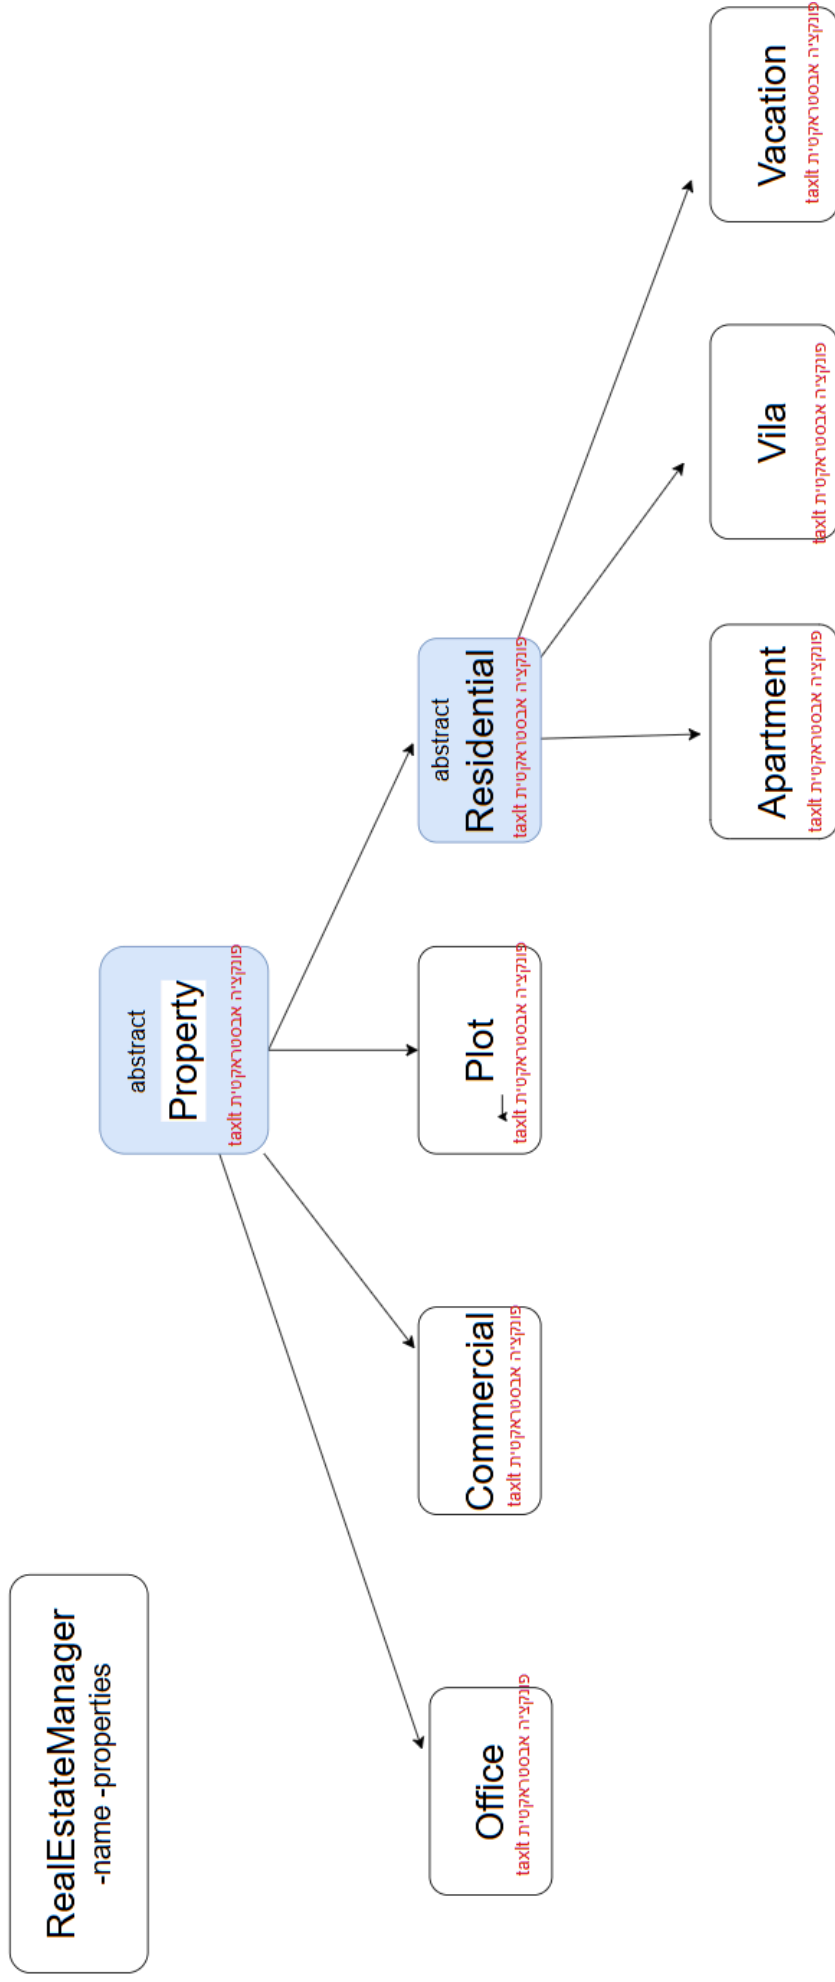 RealEstateManager
-name -properties
abstract
Property
פונקציה אבסטראקטית taxIt
Office
פונקציה אבסטראקטית taxIt
Commercial
פונקציה אבסטראקטית taxIt
Plot
פונקציה אבסטראקטית taxIt
abstract
Residential
פונקציה אבסטראקטית taxIt
Apartment
פונקציה אבסטראקטית taxIt
Vila
פונקציה אבסטראקטית taxIt
Vacation
פונקציה אבסטראקטית taxIt